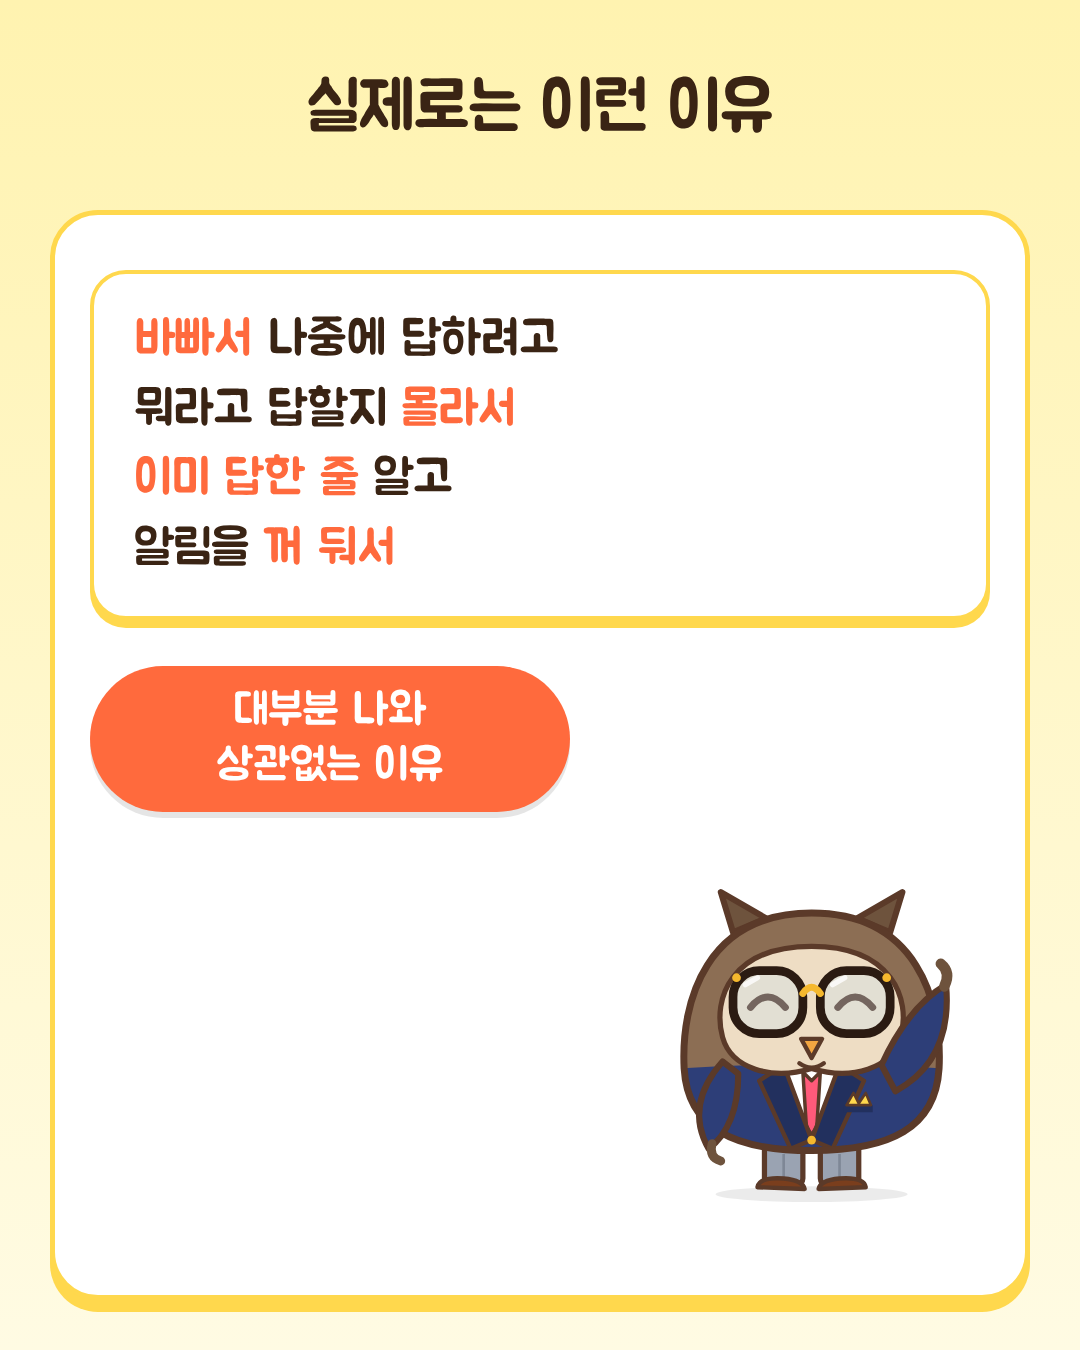 실제로는 이런 이유
바빠서 나중에 답하려고
뭐라고 답할지 몰라서
이미 답한 줄 알고
알림을 꺼 둬서
대부분 나와
상관없는 이유